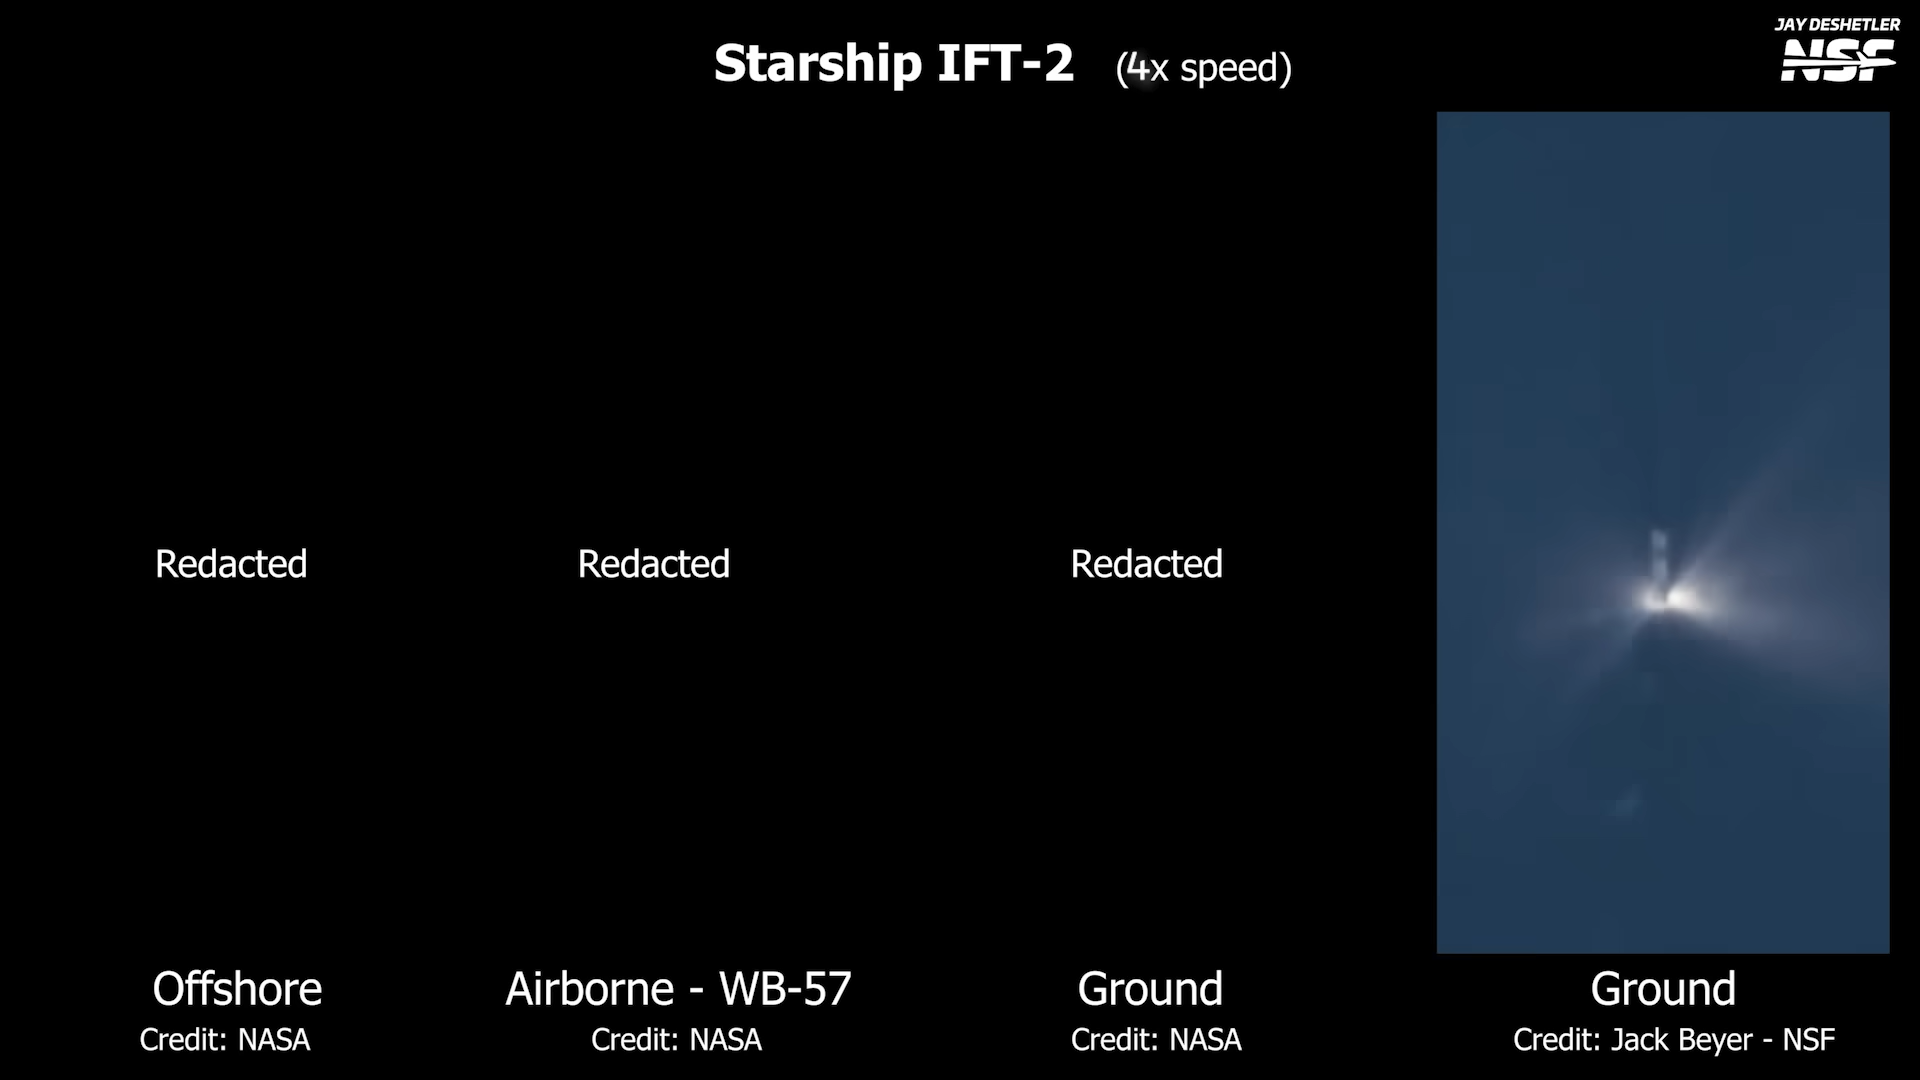 JAY DESHETLER
NSF
Starship IFT-2 (4x speed)
Redacted
Redacted
Redacted
Offshore
Credit: NASA
Airborne - WB-57
Credit: NASA
Ground
Credit: NASA
Ground
Credit: Jack Beyer - NSF